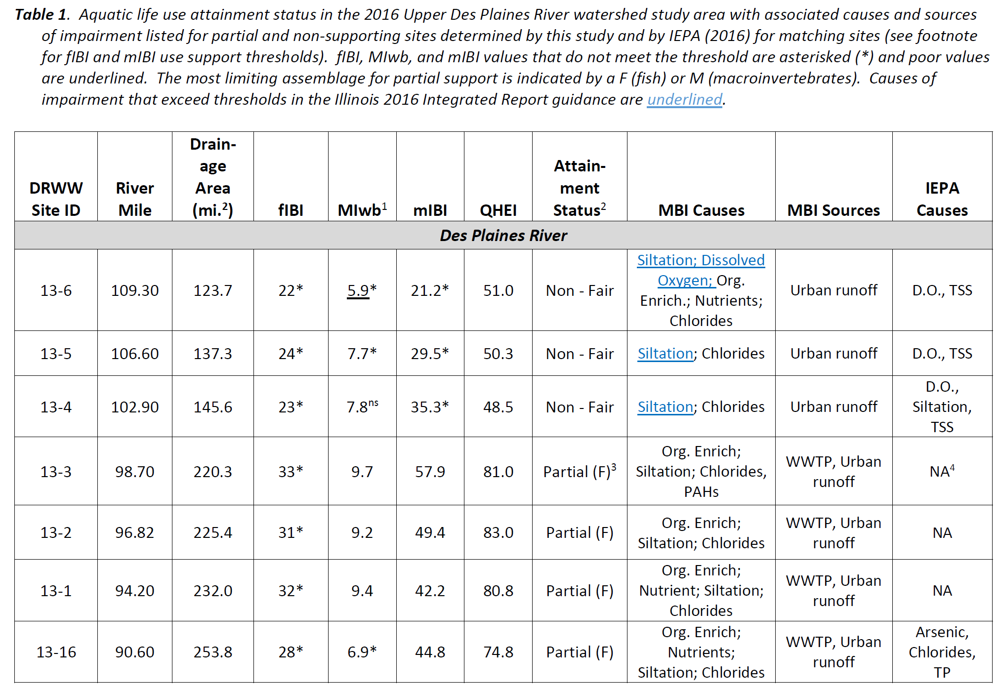 Table 1.  Aquatic life use attainment status in the 2016 Upper Des Plaines River watershed study area with associated causes and sources
of impairment listed for partial and non-supporting sites determined by this study and by IEPA (2016) for matching sites (see footnote
for fIBI and mIBI use support thresholds).  fIBI, MIwb, and mIBI values that do not meet the threshold are asterisked (*) and poor values
are underlined.  The most limiting assemblage for partial support is indicated by a F (fish) or M (macroinvertebrates).  Causes of
impairment that exceed thresholds in the Illinois 2016 Integrated Report guidance are underlined.
DRWW
Site ID
River
Mile
Drain-
age
Area
(mi.²)
fIBI
MIwb¹
mIBI
QHEI
Attain-
ment
Status²
MBI Causes
MBI Sources
IEPA
Causes
Des Plaines River
13-6
109.30
123.7
22*
5.9*
21.2*
51.0
Non - Fair
Siltation; Dissolved
Oxygen; Org.
Enrich.; Nutrients;
Chlorides
Urban runoff
D.O., TSS
13-5
106.60
137.3
24*
7.7*
29.5*
50.3
Non - Fair
Siltation; Chlorides
Urban runoff
D.O., TSS
13-4
102.90
145.6
23*
7.8ⁿˢ
35.3*
48.5
Non - Fair
Siltation; Chlorides
Urban runoff
D.O.,
Siltation,
TSS
13-3
98.70
220.3
33*
9.7
57.9
81.0
Partial (F)³
Org. Enrich;
Siltation; Chlorides,
PAHs
WWTP, Urban
runoff
NA⁴
13-2
96.82
225.4
31*
9.2
49.4
83.0
Partial (F)
Org. Enrich;
Siltation; Chlorides
WWTP, Urban
runoff
NA
13-1
94.20
232.0
32*
9.4
42.2
80.8
Partial (F)
Org. Enrich;
Nutrient; Siltation;
Chlorides
WWTP, Urban
runoff
NA
13-16
90.60
253.8
28*
6.9*
44.8
74.8
Partial (F)
Org. Enrich;
Nutrients;
Siltation; Chlorides
WWTP, Urban
runoff
Arsenic,
Chlorides,
TP